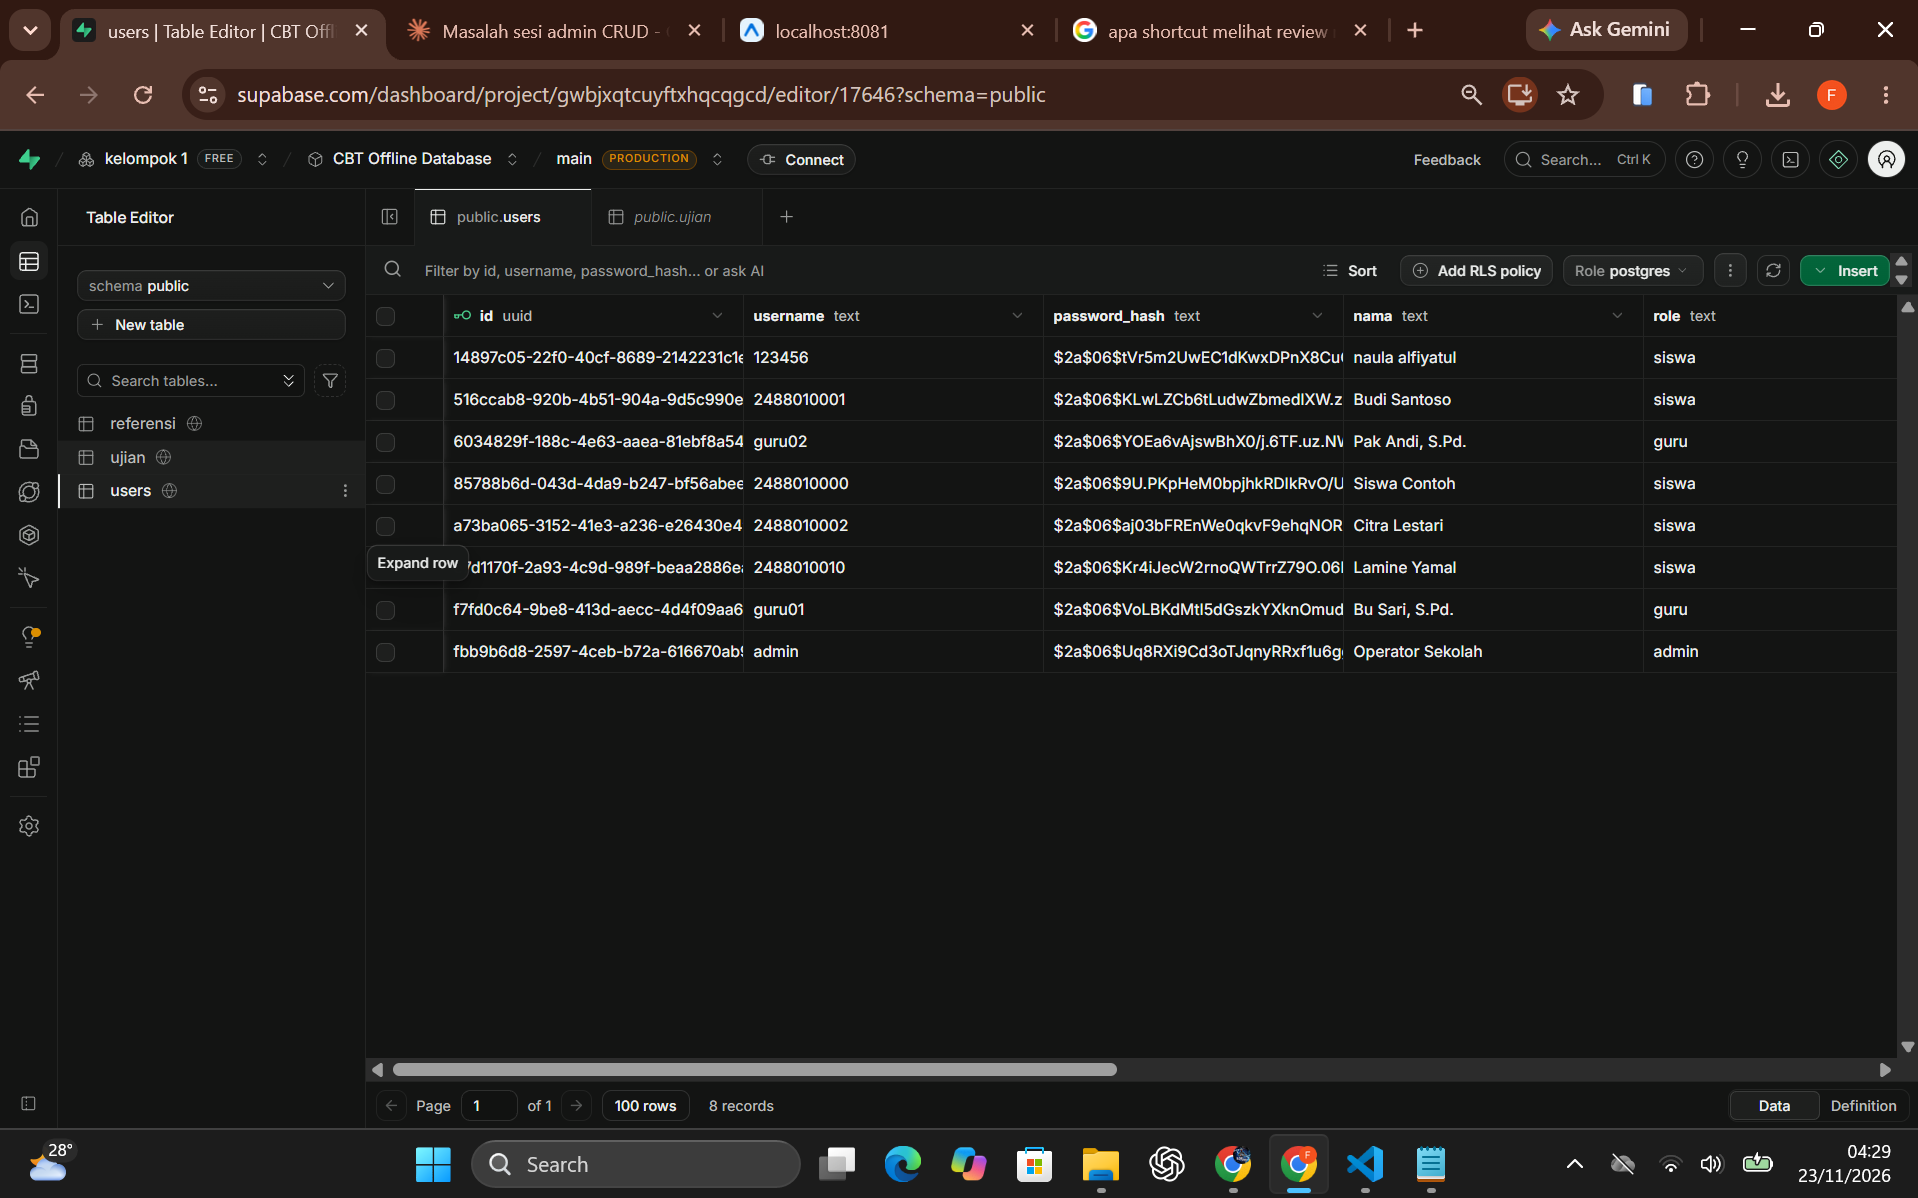 users | Table Editor | CBT Offl
Masalah sesi admin CRUD -
localhost:8081
apa shortcut melihat review
Ask Gemini
supabase.com/dashboard/project/gwbjxqtcuyftxhqcqgcd/editor/17646?schema=public
F
kelompok 1 FREE
CBT Offline Database
main PRODUCTION
Connect
Feedback
Search... Ctrl K
Table Editor
public.users
public.ujian
schema public
New table
Search tables...
referensi
ujian
users
Filter by id, username, password_hash... or ask AI
Sort
Add RLS policy
Role postgres
Insert
id uuid username text password_hash text nama text role text
14897c05-22f0-40cf-8689-2142231c1e 123456 $2a$06$tVr5m2UwEC1dKwxDPnX8Cu naula alfiyatul siswa
516ccab8-920b-4b51-904a-9d5c990e 2488010001 $2a$06$KLwLZCb6tLudwZbmedlXW.z Budi Santoso siswa
6034829f-188c-4e63-aaea-81ebf8a54 guru02 $2a$06$YOEa6vAjswBhX0/j.6TF.uz.NW Pak Andi, S.Pd. guru
85788b6d-043d-4da9-b247-bf56abee 2488010000 $2a$06$9U.PKpHeM0bpjhkRDIkRvO/U Siswa Contoh siswa
a73ba065-3152-41e3-a236-e26430e4 2488010002 $2a$06$aj03bFREnWe0qkvF9ehqNOR Citra Lestari siswa
Expand row
7d1170f-2a93-4c9d-989f-beaa2886ea 2488010010 $2a$06$Kr4iJecW2rnoQWTrrZ79O.06 Lamine Yamal siswa
f7fd0c64-9be8-413d-aecc-4d4f09aa6 guru01 $2a$06$VoLBKdMtl5dGszkYXknOmud Bu Sari, S.Pd. guru
fbb9b6d8-2597-4ceb-b72a-616670ab9 admin $2a$06$Uq8RXi9Cd3oTJqnyRRxf1u6g Operator Sekolah admin
Page 1 of 1
100 rows
8 records
Data
Definition
28°
Search
04:29
23/11/2026